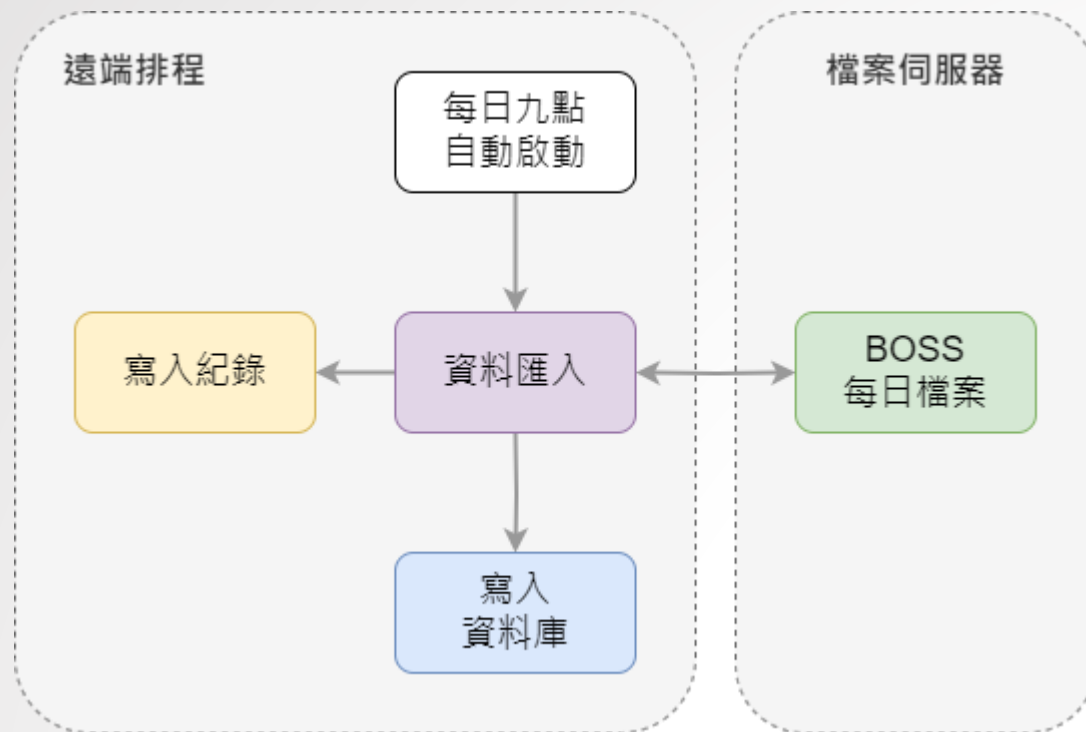 遠端排程
檔案伺服器
每日九點
自動啟動
寫入紀錄
資料匯入
BOSS
每日檔案
寫入
資料庫